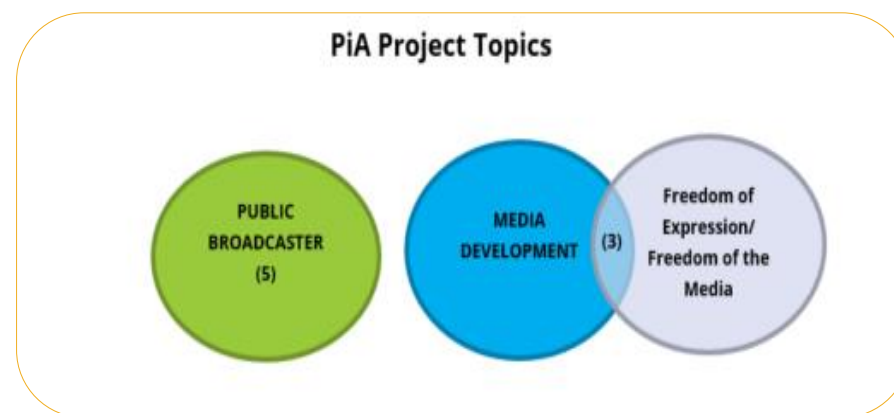 PiA Project Topics
PUBLIC
BROADCASTER
(5)
MEDIA
DEVELOPMENT
(3)
Freedom of
Expression/
Freedom of the
Media